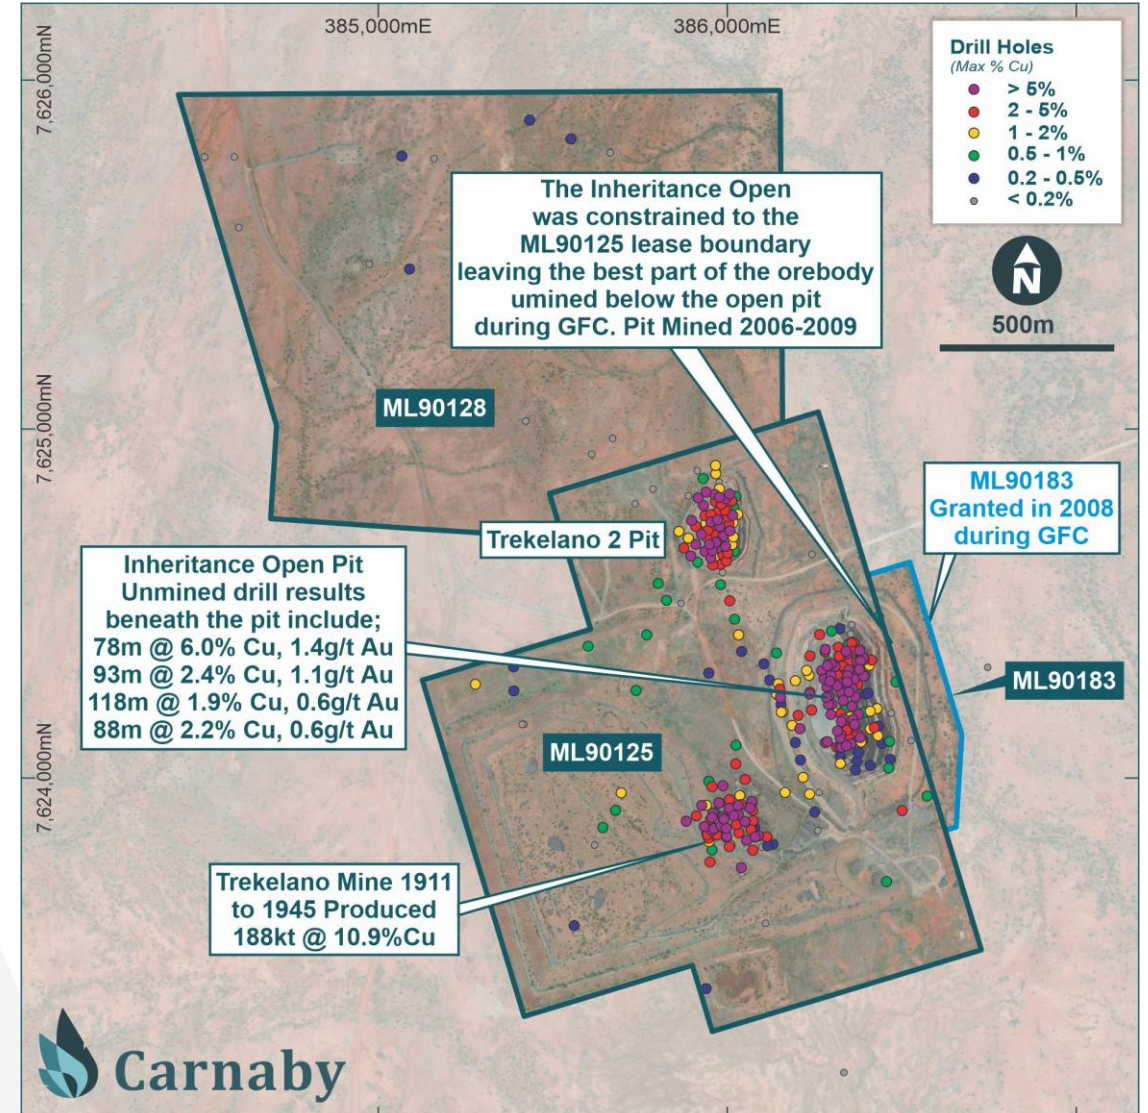 385,000mE
386,000mE
7,626,000mN
7,625,000mN
7,624,000mN
Drill Holes
(Max % Cu)
> 5%
2 - 5%
1 - 2%
0.5 - 1%
0.2 - 0.5%
< 0.2%
N
500m
The Inheritance Open
was constrained to the
ML90125 lease boundary
leaving the best part of the orebody
umined below the open pit
during GFC. Pit Mined 2006-2009
ML90128
ML90183
Granted in 2008
during GFC
Trekelano 2 Pit
Inheritance Open Pit
Unmined drill results
beneath the pit include;
78m @ 6.0% Cu, 1.4g/t Au
93m @ 2.4% Cu, 1.1g/t Au
118m @ 1.9% Cu, 0.6g/t Au
88m @ 2.2% Cu, 0.6g/t Au
ML90183
ML90125
Trekelano Mine 1911
to 1945 Produced
188kt @ 10.9%Cu
Carnaby